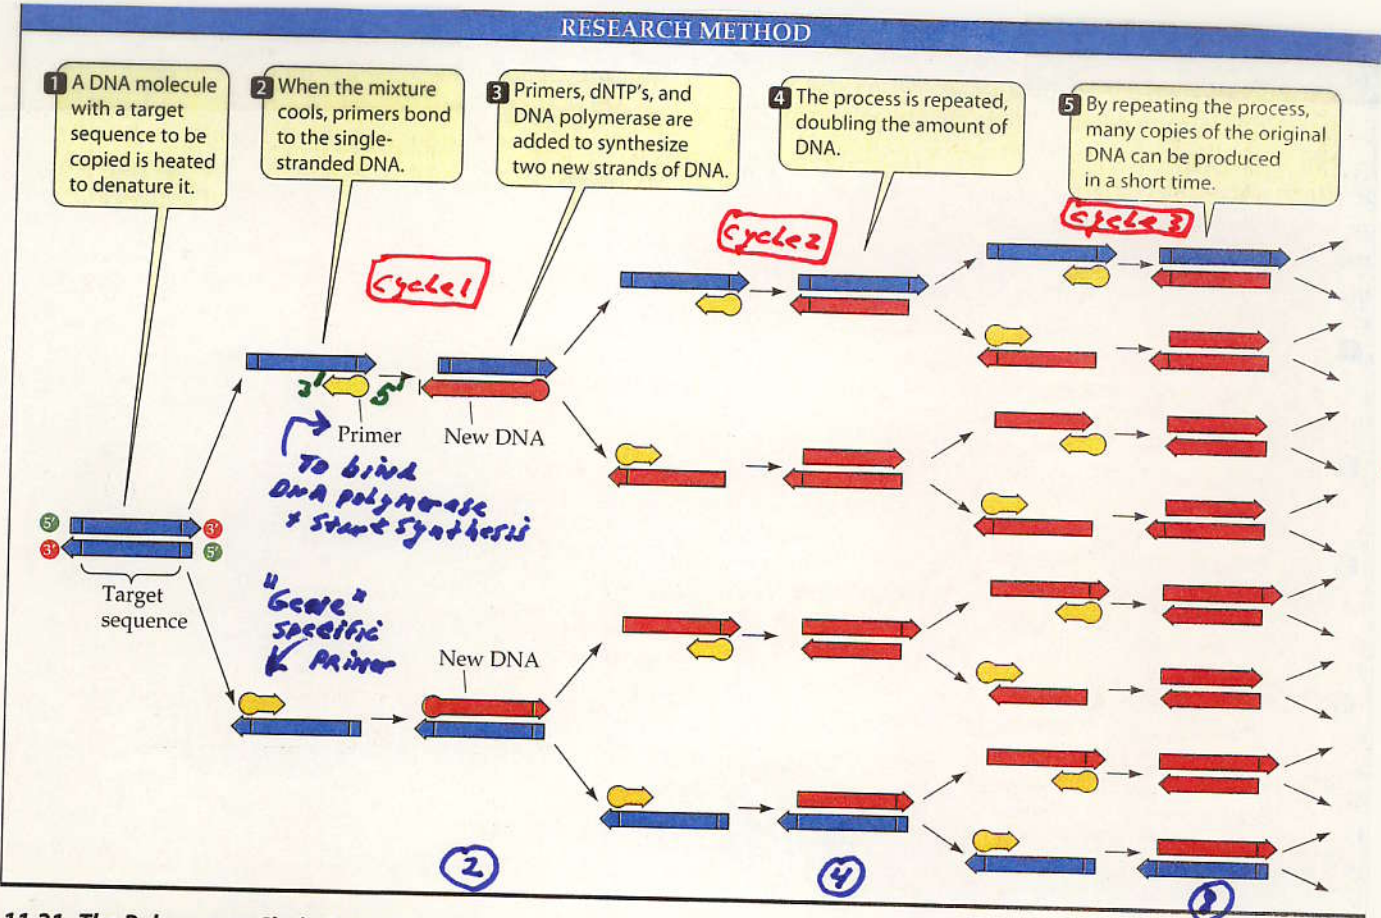 RESEARCH METHOD
1 A DNA molecule
with a target
sequence to be
copied is heated
to denature it.
2 When the mixture
cools, primers bond
to the single-
stranded DNA.
3 Primers, dNTP's, and
DNA polymerase are
added to synthesize
two new strands of DNA.
4 The process is repeated,
doubling the amount of
DNA.
5 By repeating the process,
many copies of the original
DNA can be produced
in a short time.
Cycle 1
Cycle 2
Cycle 3
3' 5'
Primer
New DNA
To bind
DNA polymerase
+ start synthesis
5' 3'
3' 5'
Target
sequence
"Gene"
specific
PRimer
New DNA
2
4
8